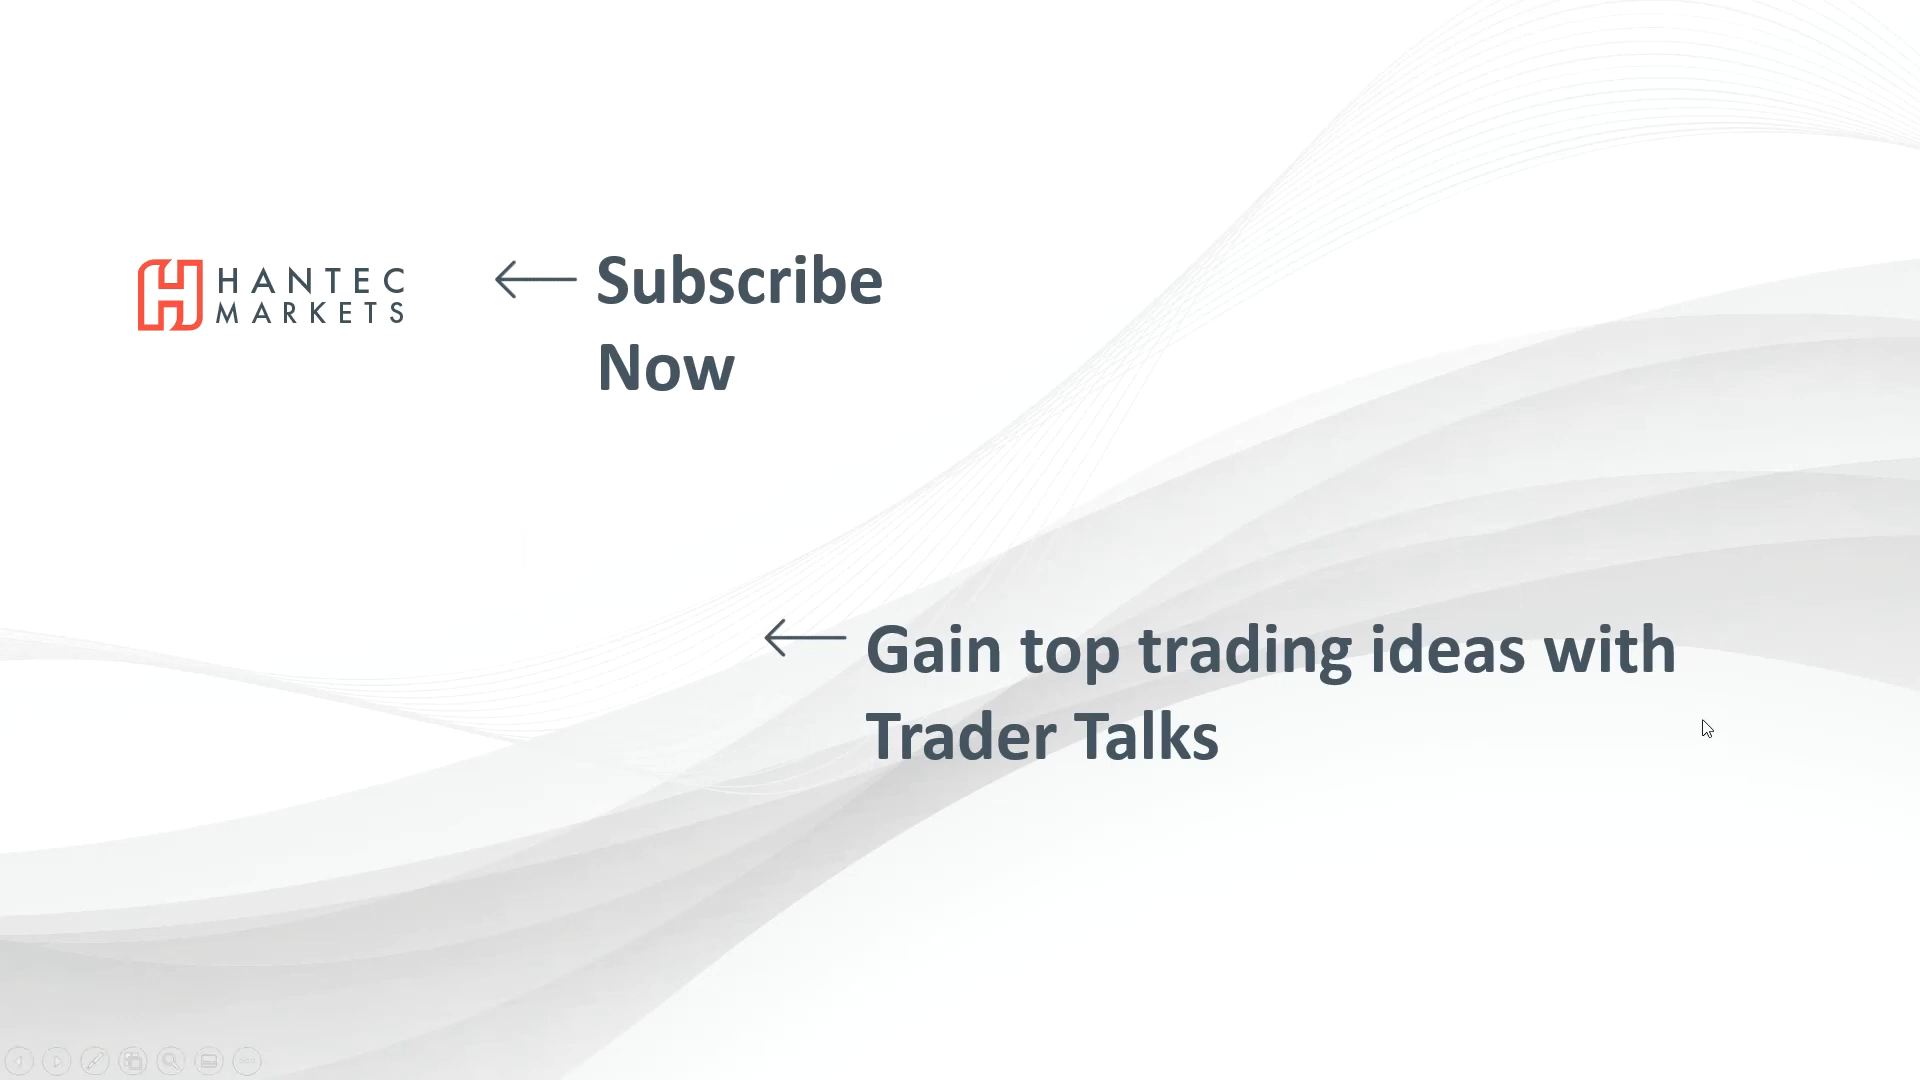 HANTEC
MARKETS
Subscribe
Now
Gain top trading ideas with
Trader Talks